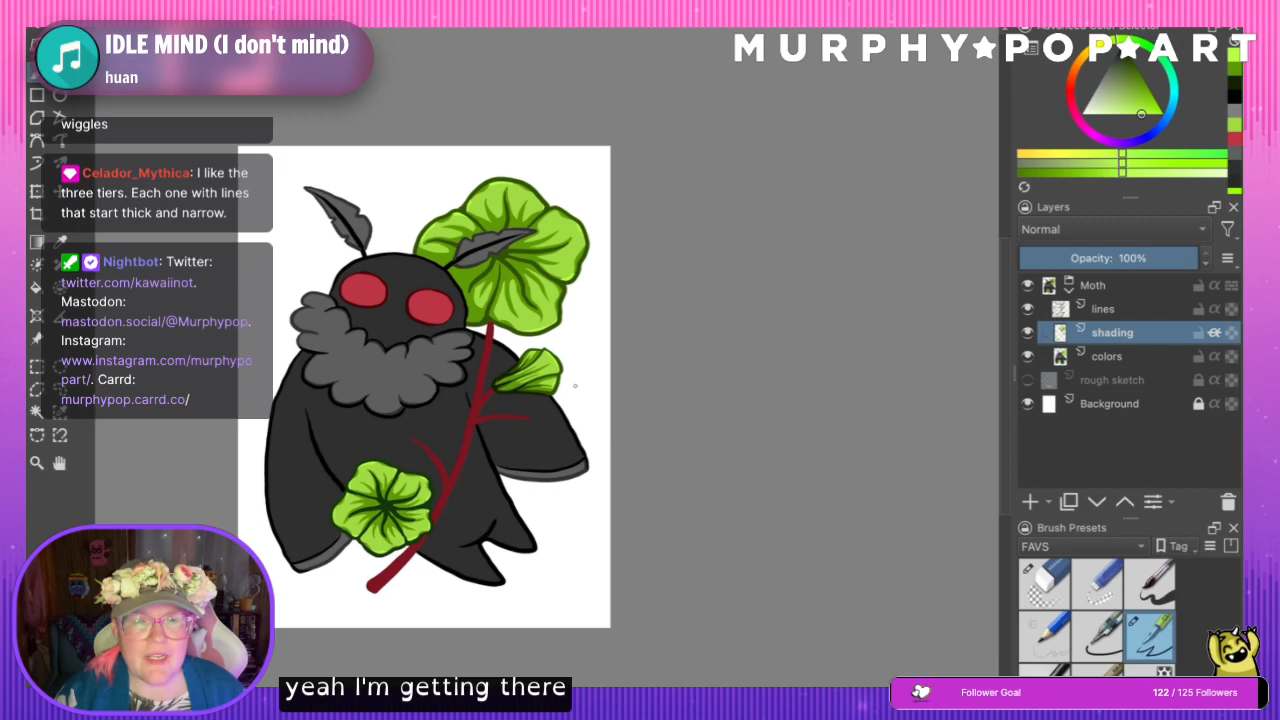 IDLE MIND (I don't mind)
huan
MURPHY★POP★ART
wiggles
Celador_Mythica: I like the
three tiers. Each one with lines
that start thick and narrow.
Nightbot: Twitter:
twitter.com/kawaiinot.
Mastodon:
mastodon.social/@Murphypop.
Instagram:
www.instagram.com/murphypo
part/. Carrd:
murphypop.carrd.co/
Layers
Normal
Opacity: 100%
Moth
lines
shading
colors
rough sketch
Background
Brush Presets
FAVS
Tag
yeah I'm getting there
Follower Goal
122 / 125 Followers